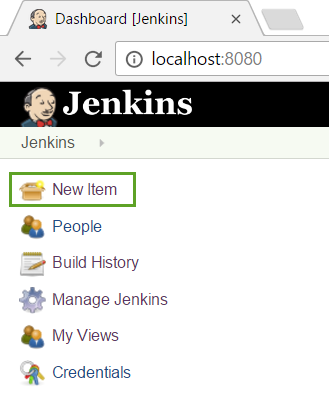 Dashboard [Jenkins]
localhost:8080
Jenkins
Jenkins
New Item
People
Build History
Manage Jenkins
My Views
Credentials